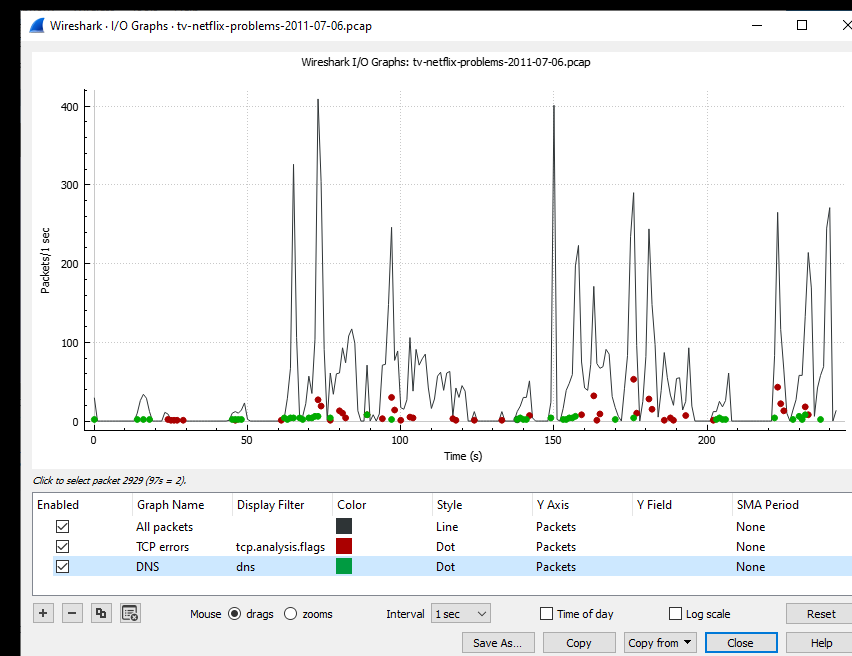 Wireshark · I/O Graphs · tv-netflix-problems-2011-07-06.pcap
Wireshark I/O Graphs: tv-netflix-problems-2011-07-06.pcap
400
300
200
100
0
Packets/1 sec
0 50 100 150 200
Time (s)
Click to select packet 2929 (97s = 2).
Enabled Graph Name Display Filter Color Style Y Axis Y Field SMA Period
All packets Line Packets None
TCP errors tcp.analysis.flags Dot Packets None
DNS dns Dot Packets None
+ − Mouse drags zooms Interval 1 sec Time of day Log scale Reset
Save As... Copy Copy from Close Help